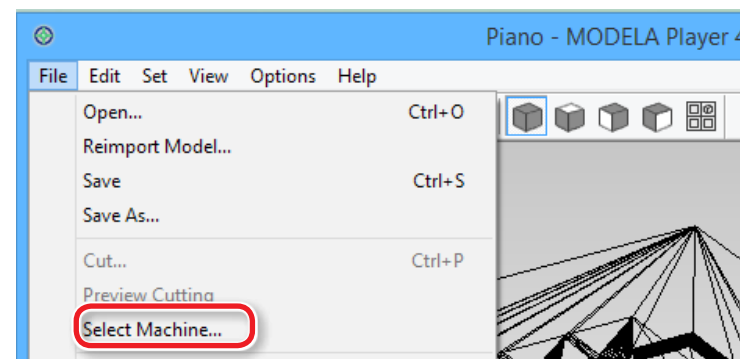 Piano - MODELA Player 4
File Edit Set View Options Help
Open... Ctrl+O
Reimport Model...
Save Ctrl+S
Save As...
Cut... Ctrl+P
Preview Cutting
Select Machine...